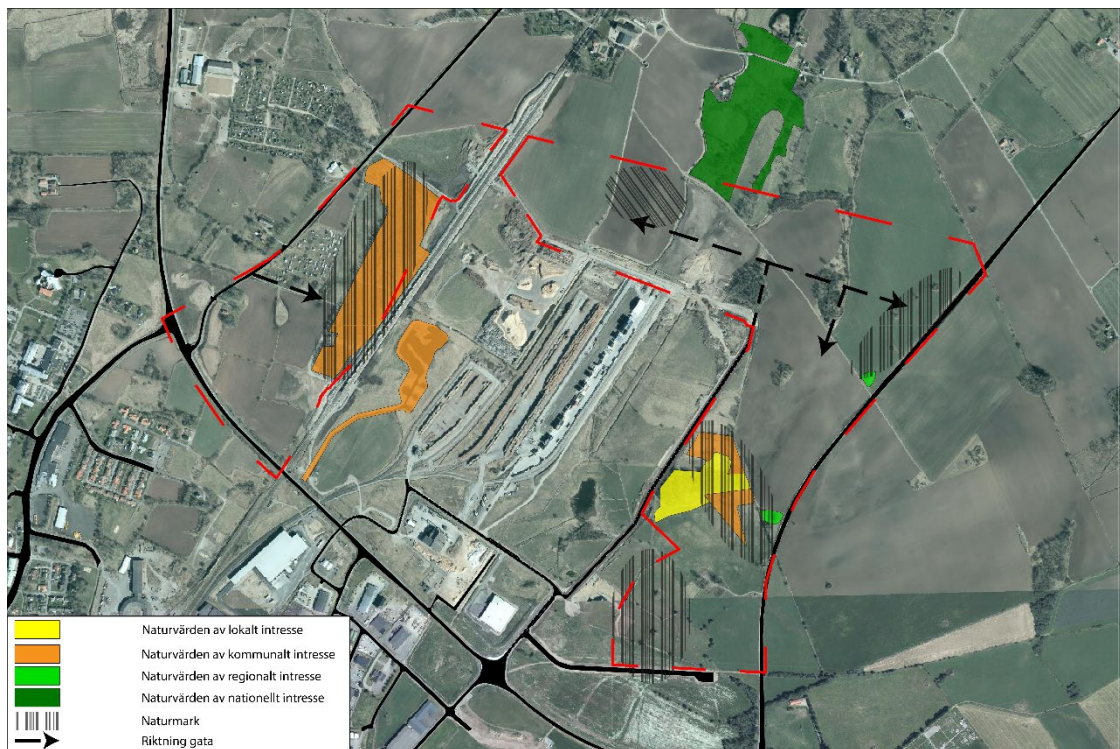 Naturvärden av lokalt intresse
Naturvärden av kommunalt intresse
Naturvärden av regionalt intresse
Naturvärden av nationellt intresse
Naturmark
Riktning gata